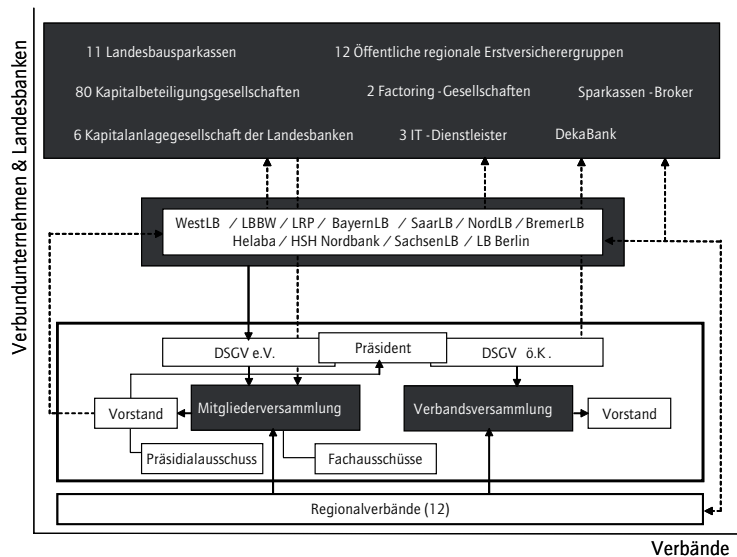 Verbundunternehmen & Landesbanken
11 Landesbausparkassen
12 Öffentliche regionale Erstversicherergruppen
80 Kapitalbeteiligungsgesellschaften
2 Factoring -Gesellschaften
Sparkassen -Broker
6 Kapitalanlagegesellschaft der Landesbanken
3 IT -Dienstleister
DekaBank
WestLB / LBBW / LRP / BayernLB / SaarLB / NordLB / BremerLB
Helaba / HSH Nordbank / SachsenLB / LB Berlin
DSGV e.V.
Präsident
DSGV ö.K.
Vorstand
Mitgliederversammlung
Verbandsversammlung
Vorstand
Präsidialausschuss
Fachausschüsse
Regionalverbände (12)
Verbände